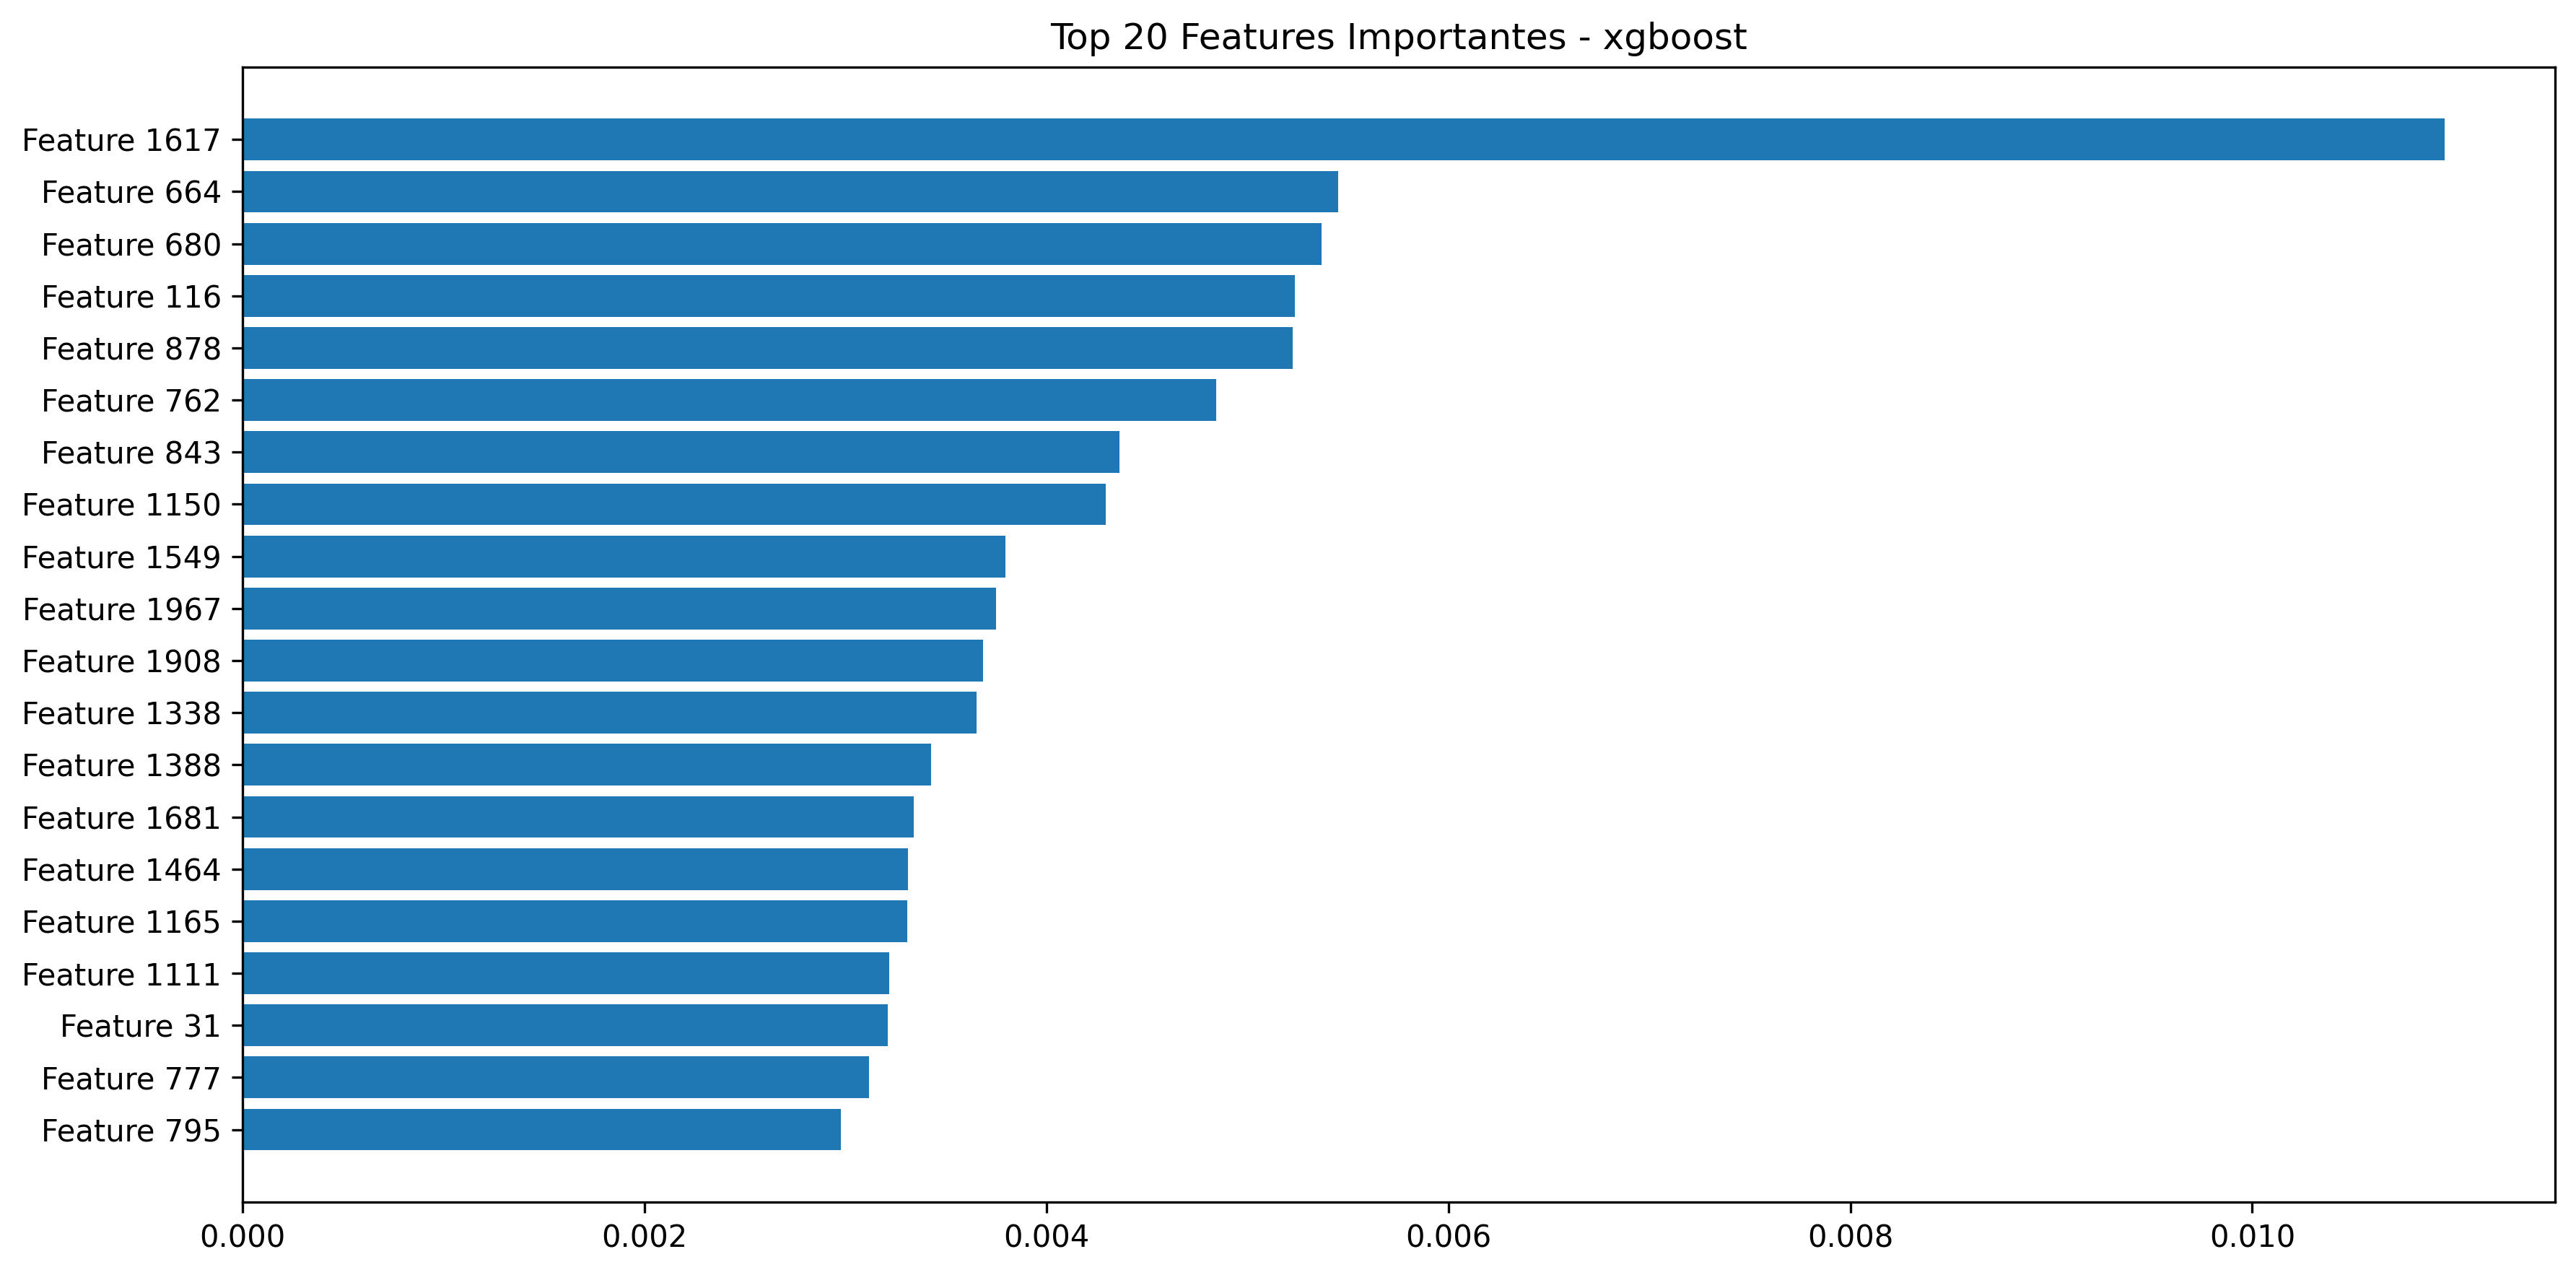 Top 20 Features Importantes - xgboost
Feature 1617
Feature 664
Feature 680
Feature 116
Feature 878
Feature 762
Feature 843
Feature 1150
Feature 1549
Feature 1967
Feature 1908
Feature 1338
Feature 1388
Feature 1681
Feature 1464
Feature 1165
Feature 1111
Feature 31
Feature 777
Feature 795
0.000 0.002 0.004 0.006 0.008 0.010